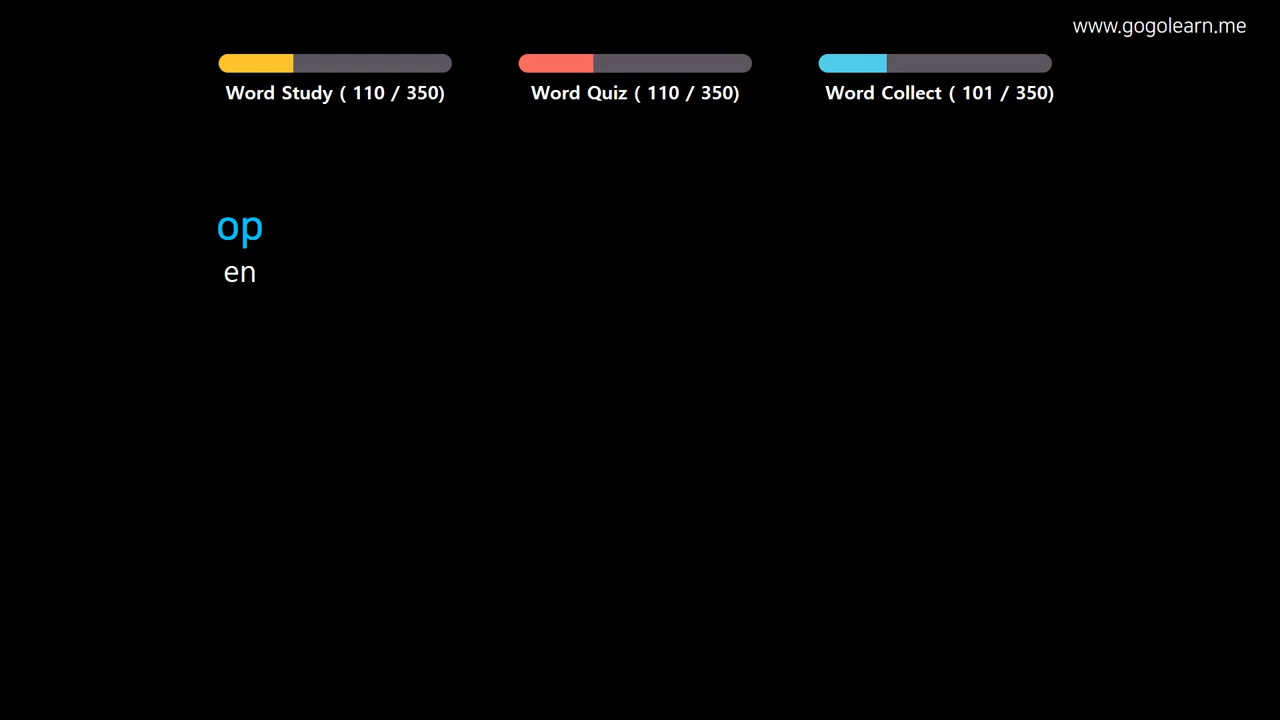 www.gogolearn.me
Word Study ( 110 / 350)
Word Quiz ( 110 / 350)
Word Collect ( 101 / 350)
op
en